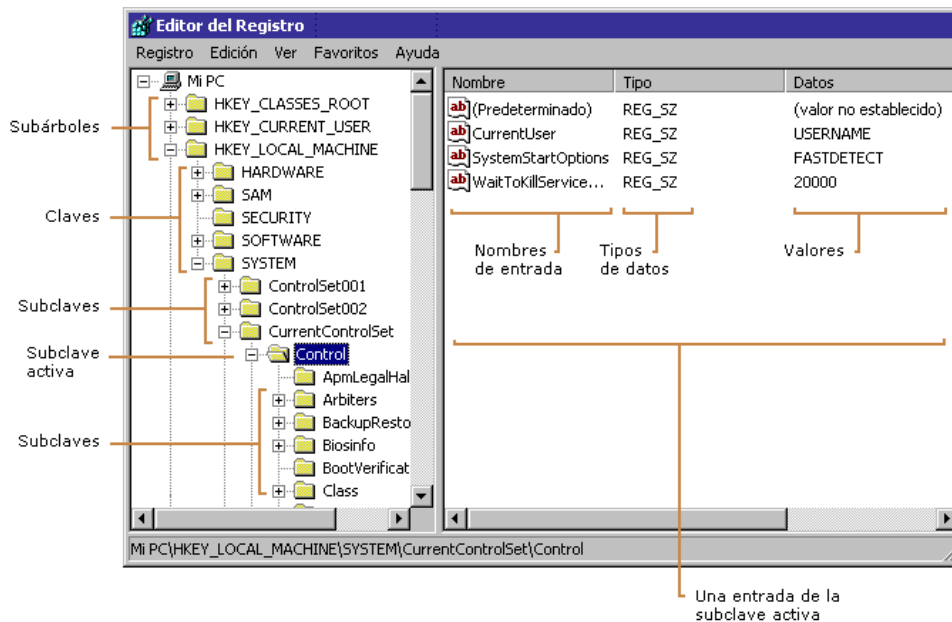 Editor del Registro
Registro Edición Ver Favoritos Ayuda
Mi PC
HKEY_CLASSES_ROOT
HKEY_CURRENT_USER
HKEY_LOCAL_MACHINE
HARDWARE
SAM
SECURITY
SOFTWARE
SYSTEM
ControlSet001
ControlSet002
CurrentControlSet
Control
ApmLegalHal
Arbiters
BackupResto
Biosinfo
BootVerificat
Class
Subárboles
Claves
Subclaves
Subclave
activa
Subclaves
Nombre Tipo Datos
(Predeterminado) REG_SZ (valor no establecido)
CurrentUser REG_SZ USERNAME
SystemStartOptions REG_SZ FASTDETECT
WaitToKillService... REG_SZ 20000
Nombres
de entrada
Tipos
de datos
Valores
Mi PC\HKEY_LOCAL_MACHINE\SYSTEM\CurrentControlSet\Control
Una entrada de la
subclave activa